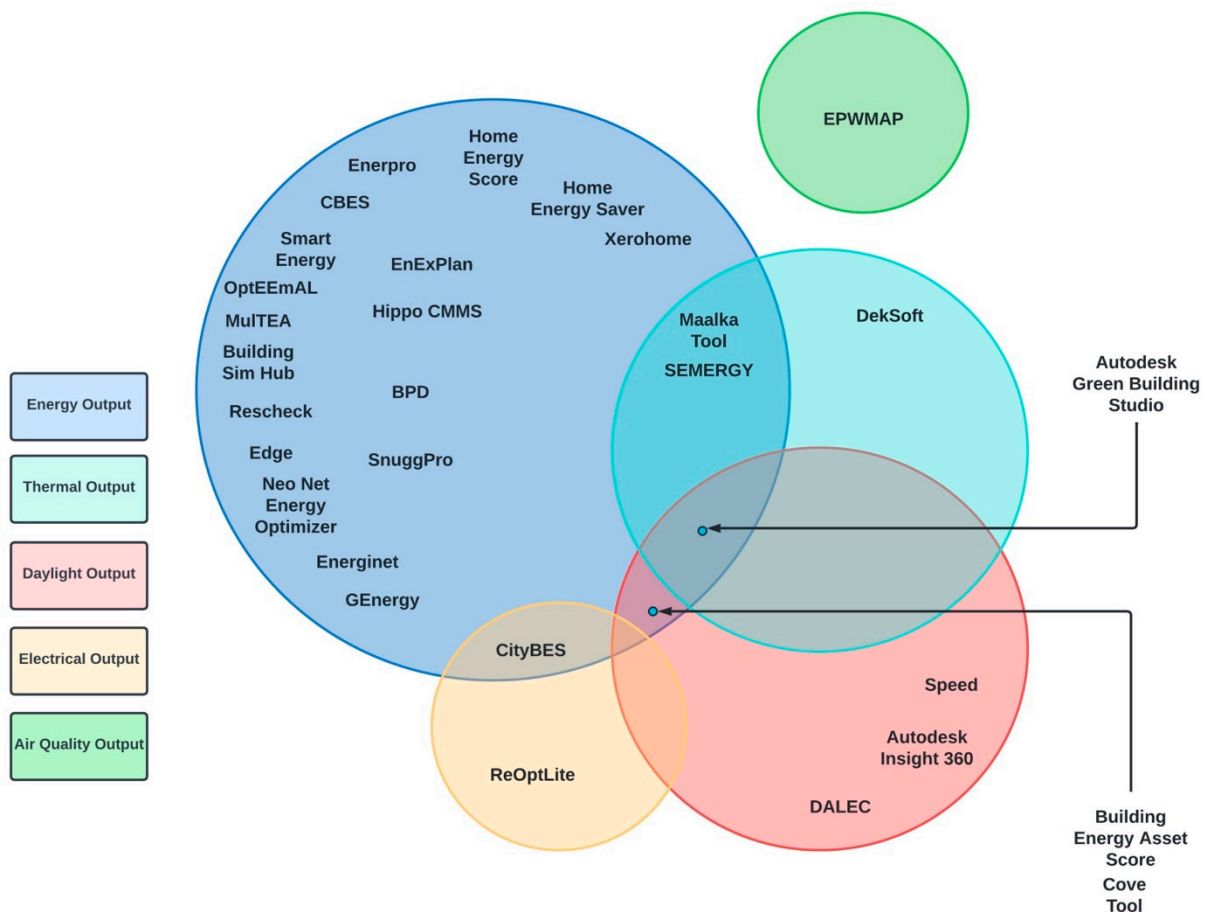 EPWMAP
Home
Energy
Score
Enerpro
Home
Energy Saver
CBES
Xerohome
Smart
Energy
EnExPlan
OptEEmAL
Hippo CMMS
MulTEA
Building
Sim Hub
BPD
Rescheck
Edge
SnuggPro
Neo Net
Energy
Optimizer
Energinet
GEnergy
Maalka
Tool
SEMERGY
DekSoft
Autodesk
Green Building
Studio
Energy Output
Thermal Output
Daylight Output
Electrical Output
Air Quality Output
CityBES
ReOptLite
Speed
Autodesk
Insight 360
DALEC
Building
Energy Asset
Score
Cove
Tool